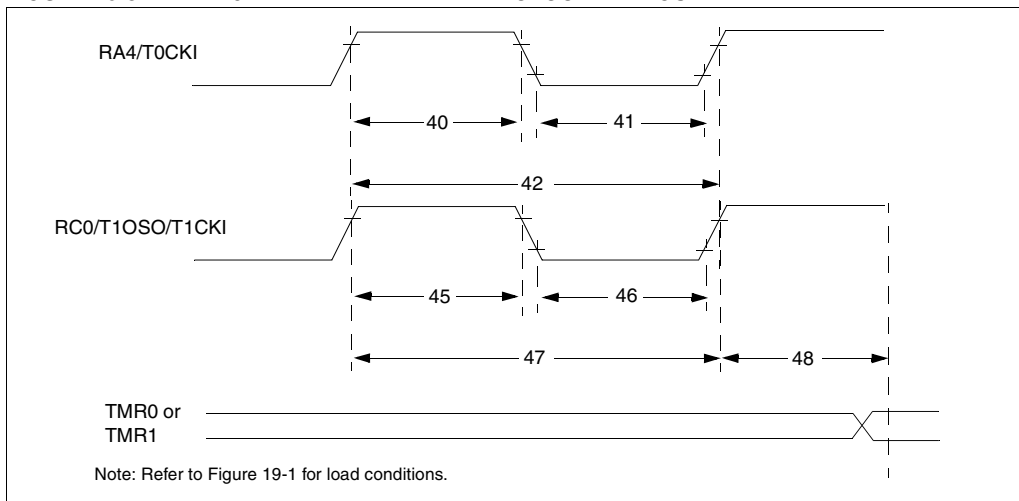 RA4/T0CKI
40
41
42
RC0/T1OSO/T1CKI
45
46
47
48
TMR0 or
TMR1
Note: Refer to Figure 19-1 for load conditions.